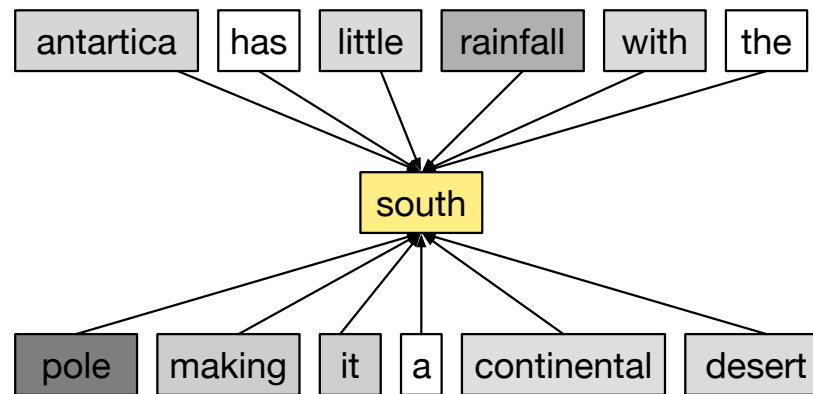 antartica has little rainfall with the
south
pole making it a continental desert